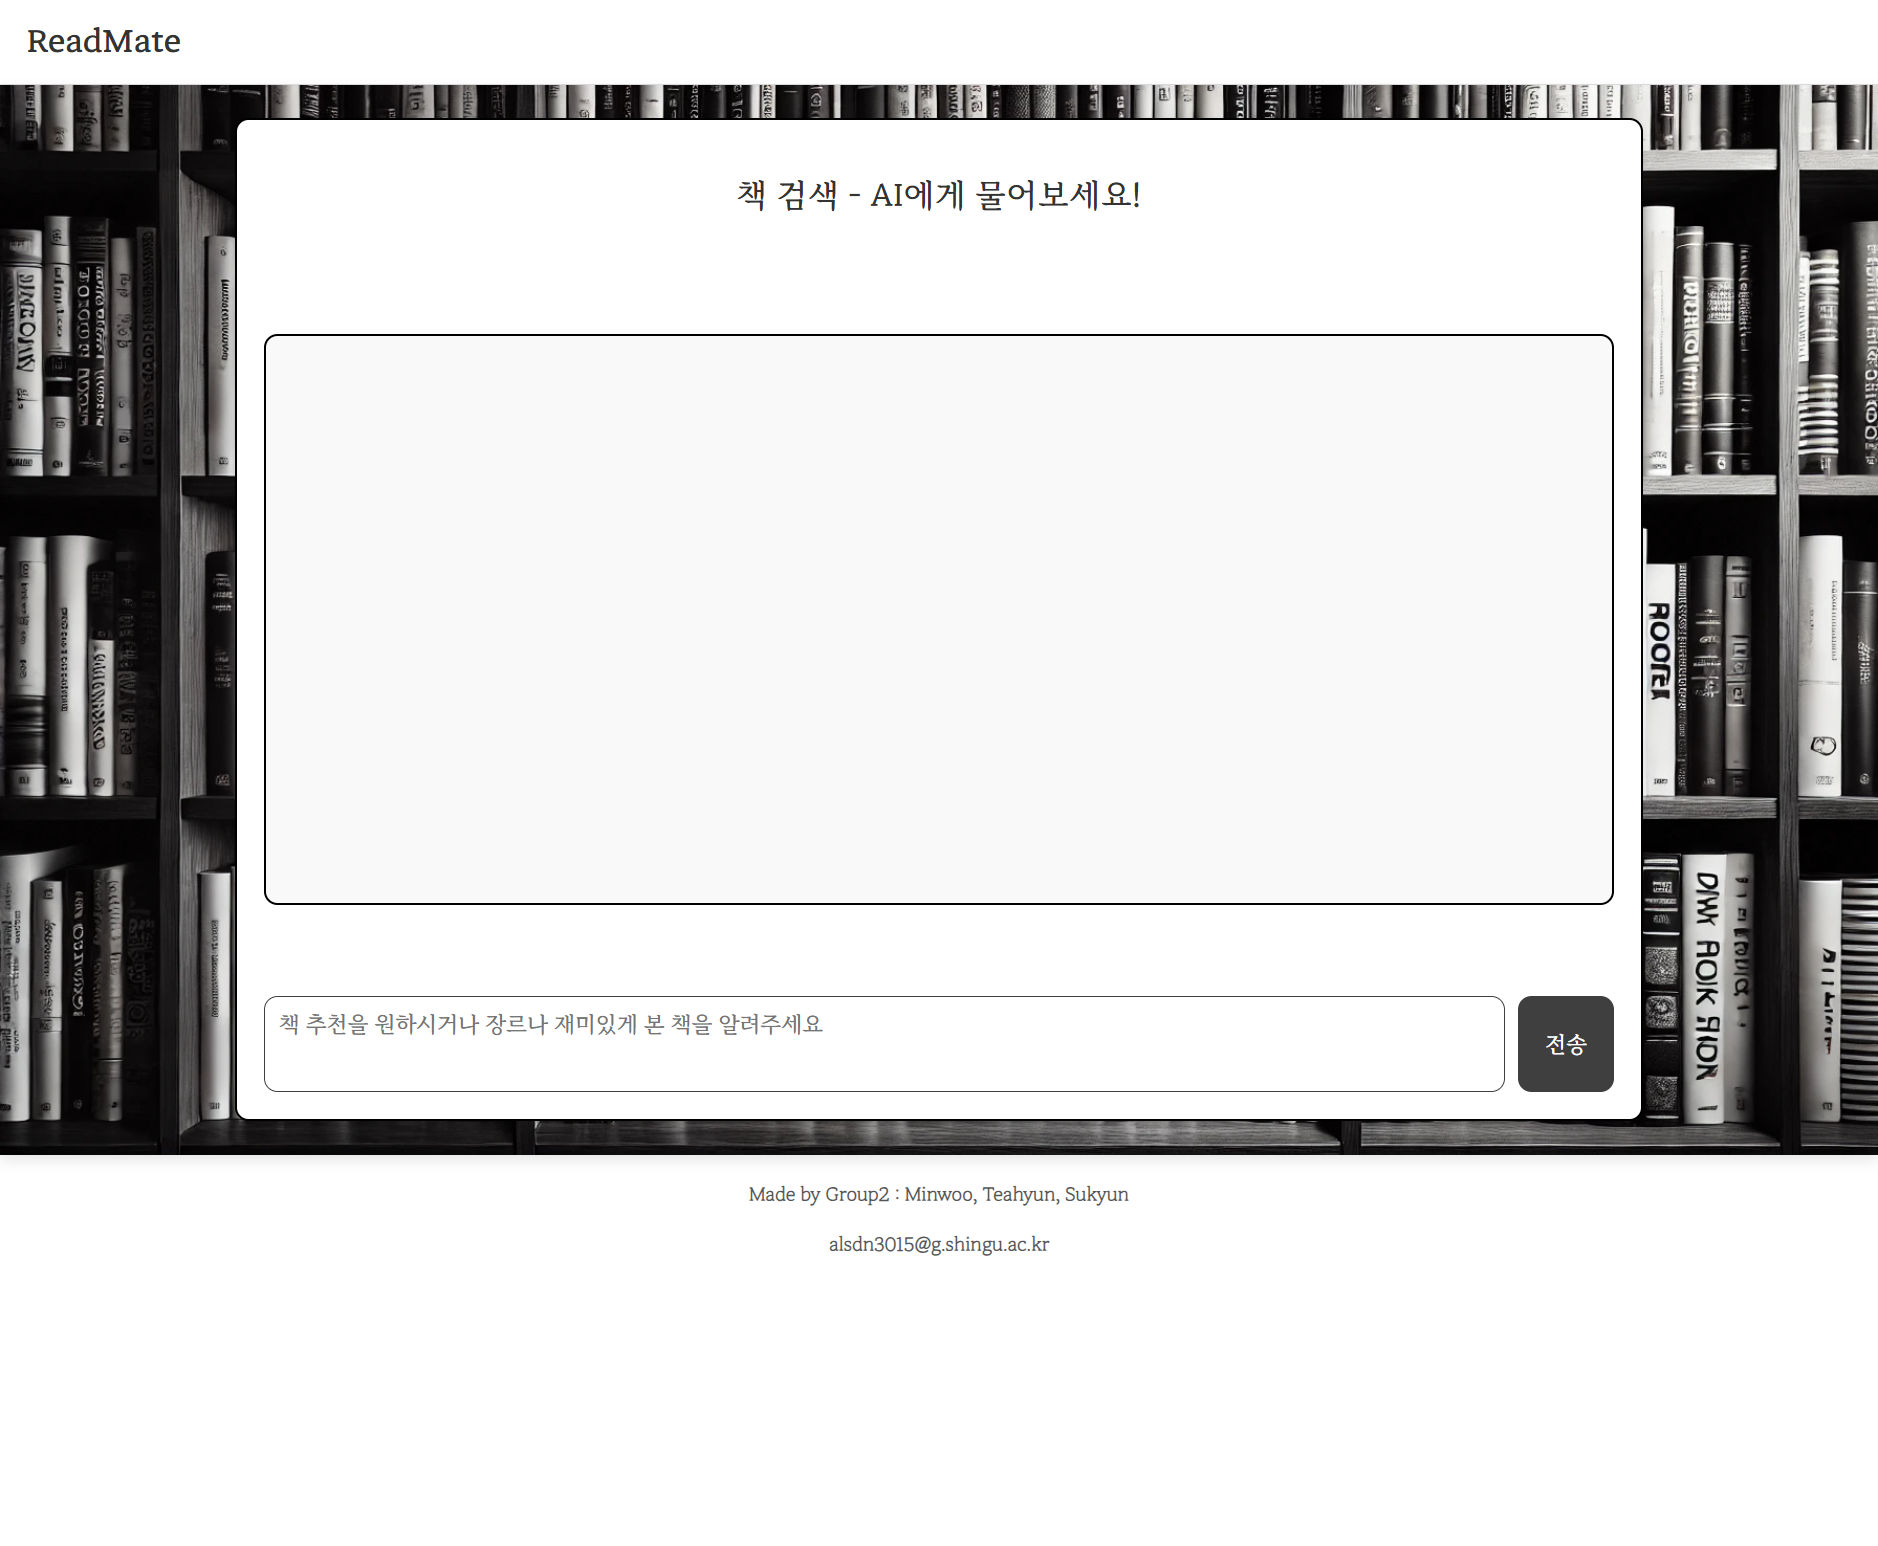 ReadMate
책 검색 - AI에게 물어보세요!
책 추천을 원하시거나 장르나 재미있게 본 책을 알려주세요
전송
Made by Group2 : Minwoo, Teahyun, Sukyun
alsdn3015@g.shingu.ac.kr